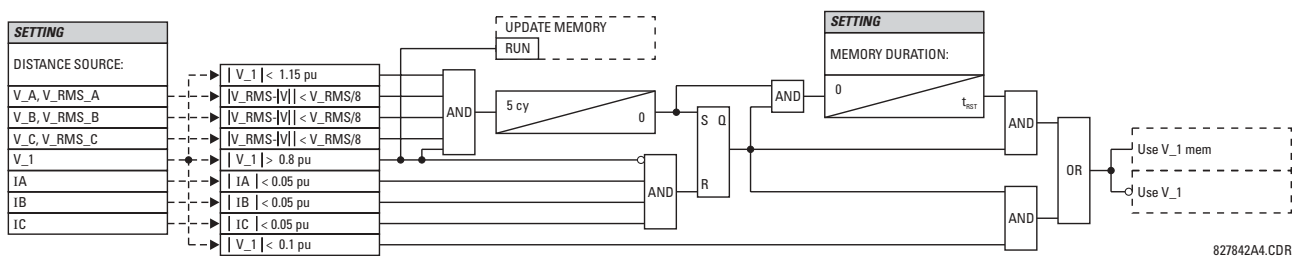 SETTING
DISTANCE SOURCE:
V_A, V_RMS_A
V_B, V_RMS_B
V_C, V_RMS_C
V_1
IA
IB
IC
| V_1 | < 1.15 pu
|V_RMS-|V| | < V_RMS/8
|V_RMS-|V| | < V_RMS/8
|V_RMS-|V| | < V_RMS/8
| V_1 | > 0.8 pu
| IA | < 0.05 pu
| IB | < 0.05 pu
| IC | < 0.05 pu
| V_1 | < 0.1 pu
UPDATE MEMORY
RUN
AND
5 cy
0
AND
S Q
R
AND
SETTING
MEMORY DURATION:
0
tRST
AND
AND
OR
Use V_1 mem
Use V_1
827842A4.CDR